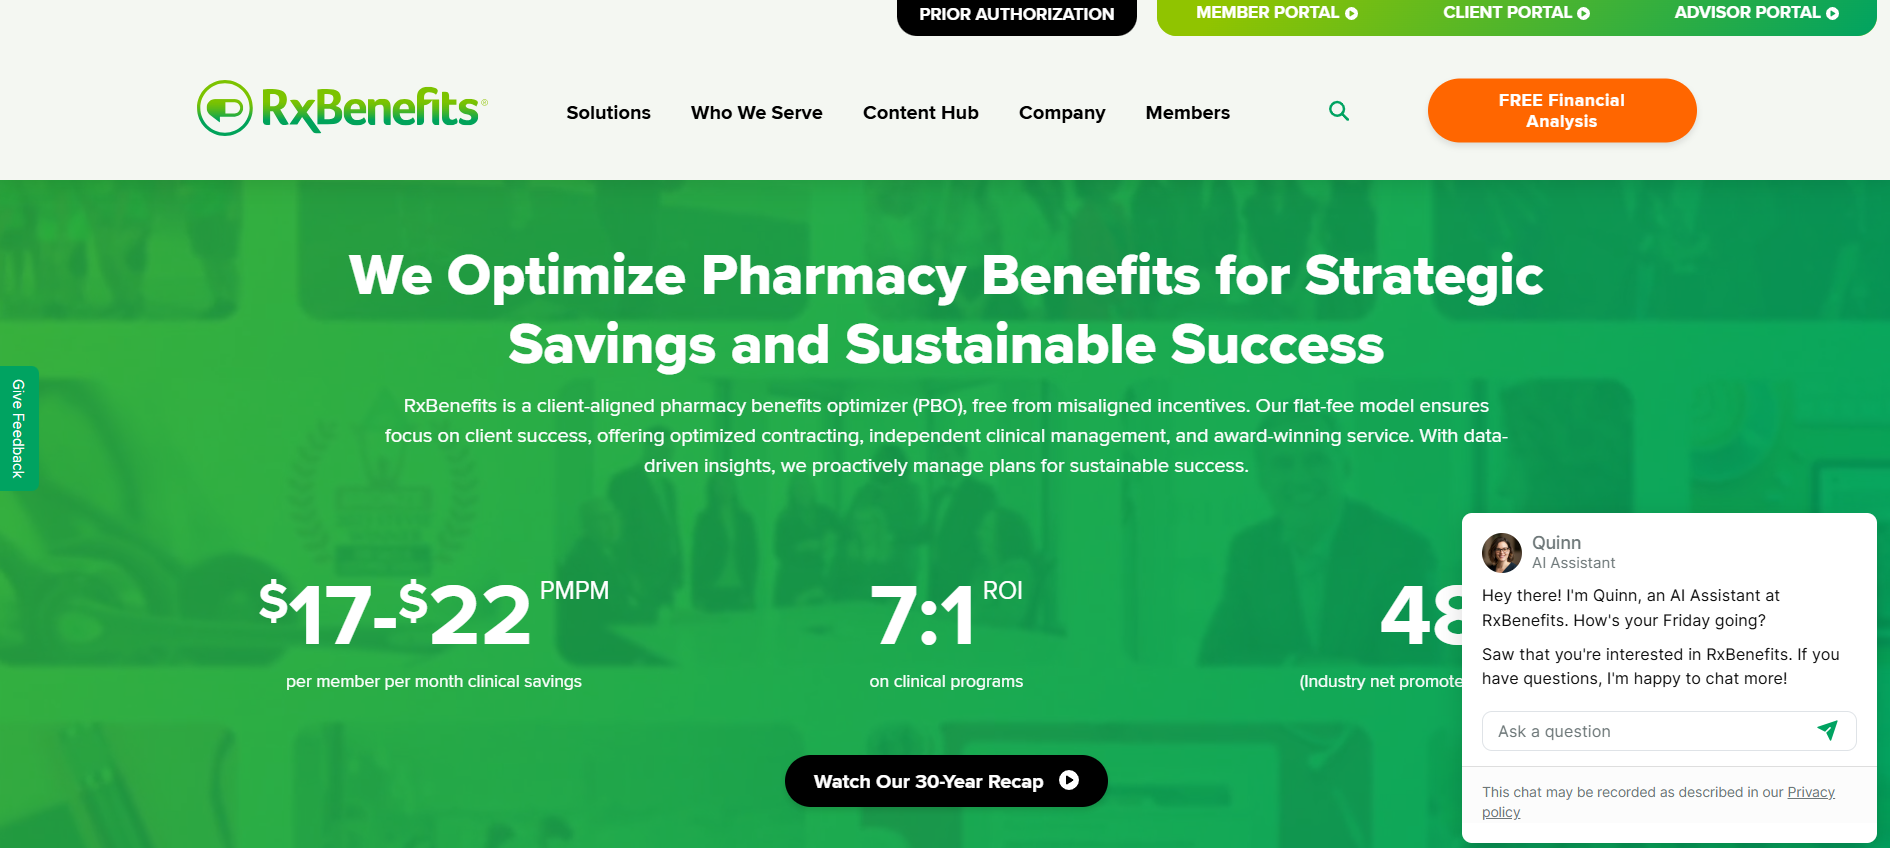 PRIOR AUTHORIZATION
MEMBER PORTAL
CLIENT PORTAL
ADVISOR PORTAL
RxBenefits®
Solutions
Who We Serve
Content Hub
Company
Members
FREE Financial
Analysis
We Optimize Pharmacy Benefits for Strategic
Savings and Sustainable Success
RxBenefits is a client-aligned pharmacy benefits optimizer (PBO), free from misaligned incentives. Our flat-fee model ensures
focus on client success, offering optimized contracting, independent clinical management, and award-winning service. With data-
driven insights, we proactively manage plans for sustainable success.
Give Feedback
$17-$22 PMPM
per member per month clinical savings
7:1 ROI
on clinical programs
48
(Industry net promote
Watch Our 30-Year Recap
Quinn
AI Assistant
Hey there! I'm Quinn, an AI Assistant at
RxBenefits. How's your Friday going?
Saw that you're interested in RxBenefits. If you
have questions, I'm happy to chat more!
Ask a question
This chat may be recorded as described in our Privacy
policy